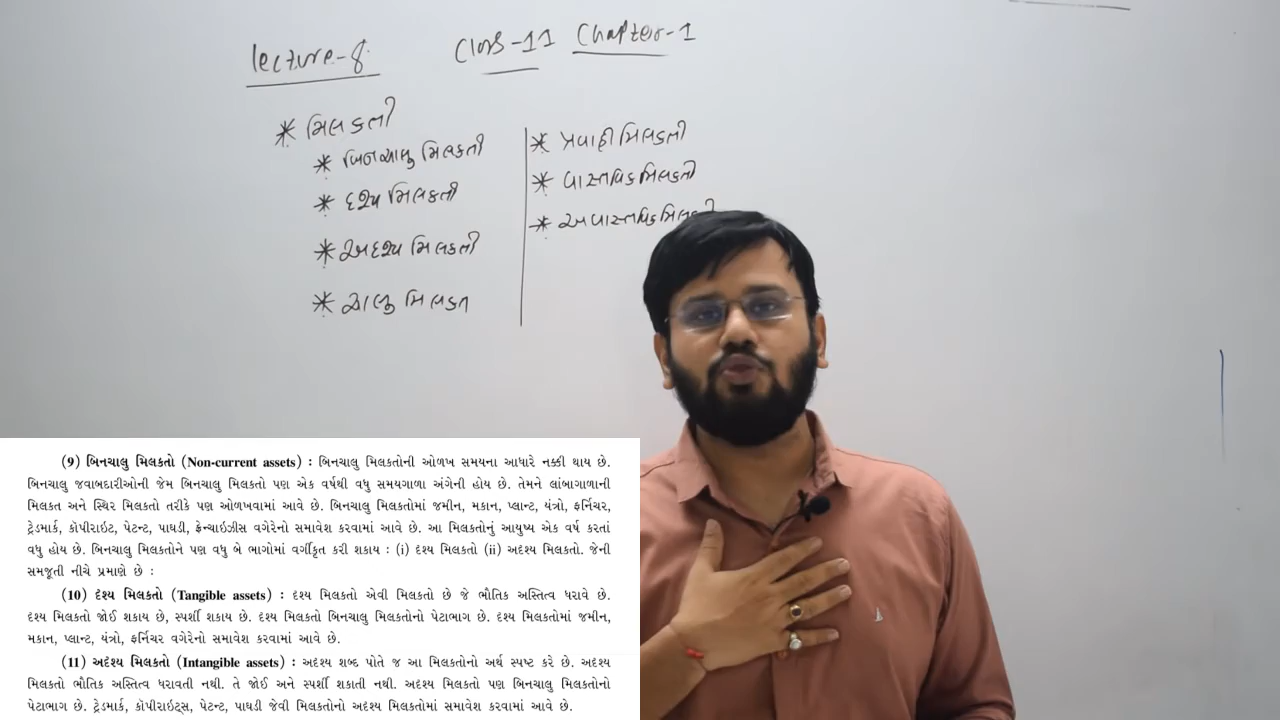 lecture-8
Class-11 Chapter-1
* મિલકતો
* બિનચાલુ મિલકતો
* દૃશ્ય મિલકતો
* અદૃશ્ય મિલકતો
* ચાલુ મિલકત
* પ્રવાહી મિલકતો
* વાસ્તવિક મિલકતો
* અવાસ્તવિક
(9) બિનચાલુ મિલકતો (Non-current assets) : બિનચાલુ મિલકતોની ઓળખ સમયના આધારે નક્કી થાય છે.
બિનચાલુ જવાબદારીઓની જેમ બિનચાલુ મિલકતો પણ એક વર્ષથી વધુ સમયગાળા અંગેની હોય છે. તેમને લાંબાગાળાની
મિલકત અને સ્થિર મિલકતો તરીકે પણ ઓળખવામાં આવે છે. બિનચાલુ મિલકતોમાં જમીન, મકાન, પ્લાન્ટ, યંત્રો, ફર્નિચર,
ટ્રેડમાર્ક, કૉપીરાઇટ, પેટન્ટ, પાઘડી, ફ્રેન્ચાઇઝીસ વગેરેનો સમાવેશ કરવામાં આવે છે. આ મિલકતોનું આયુષ્ય એક વર્ષ કરતાં
વધુ હોય છે. બિનચાલુ મિલકતોને પણ વધુ બે ભાગોમાં વર્ગીકૃત કરી શકાય : (i) દૃશ્ય મિલકતો (ii) અદૃશ્ય મિલકતો. જેની
સમજૂતી નીચે પ્રમાણે છે :
(10) દૃશ્ય મિલકતો (Tangible assets) : દૃશ્ય મિલકતો એવી મિલકતો છે જે ભૌતિક અસ્તિત્વ ધરાવે છે.
દૃશ્ય મિલકતો જોઈ શકાય છે, સ્પર્શી શકાય છે. દૃશ્ય મિલકતો બિનચાલુ મિલકતોનો પેટાભાગ છે. દૃશ્ય મિલકતોમાં જમીન,
મકાન, પ્લાન્ટ, યંત્રો, ફર્નિચર વગેરેનો સમાવેશ કરવામાં આવે છે.
(11) અદૃશ્ય મિલકતો (Intangible assets) : અદૃશ્ય શબ્દ પોતે જ આ મિલકતોનો અર્થ સ્પષ્ટ કરે છે. અદૃશ્ય
મિલકતો ભૌતિક અસ્તિત્વ ધરાવતી નથી. તે જોઈ અને સ્પર્શી શકાતી નથી. અદૃશ્ય મિલકતો પણ બિનચાલુ મિલકતોનો
પેટાભાગ છે. ટ્રેડમાર્ક, કૉપીરાઇટ્સ, પેટન્ટ, પાઘડી જેવી મિલકતોનો અદૃશ્ય મિલકતોમાં સમાવેશ કરવામાં આવે છે.